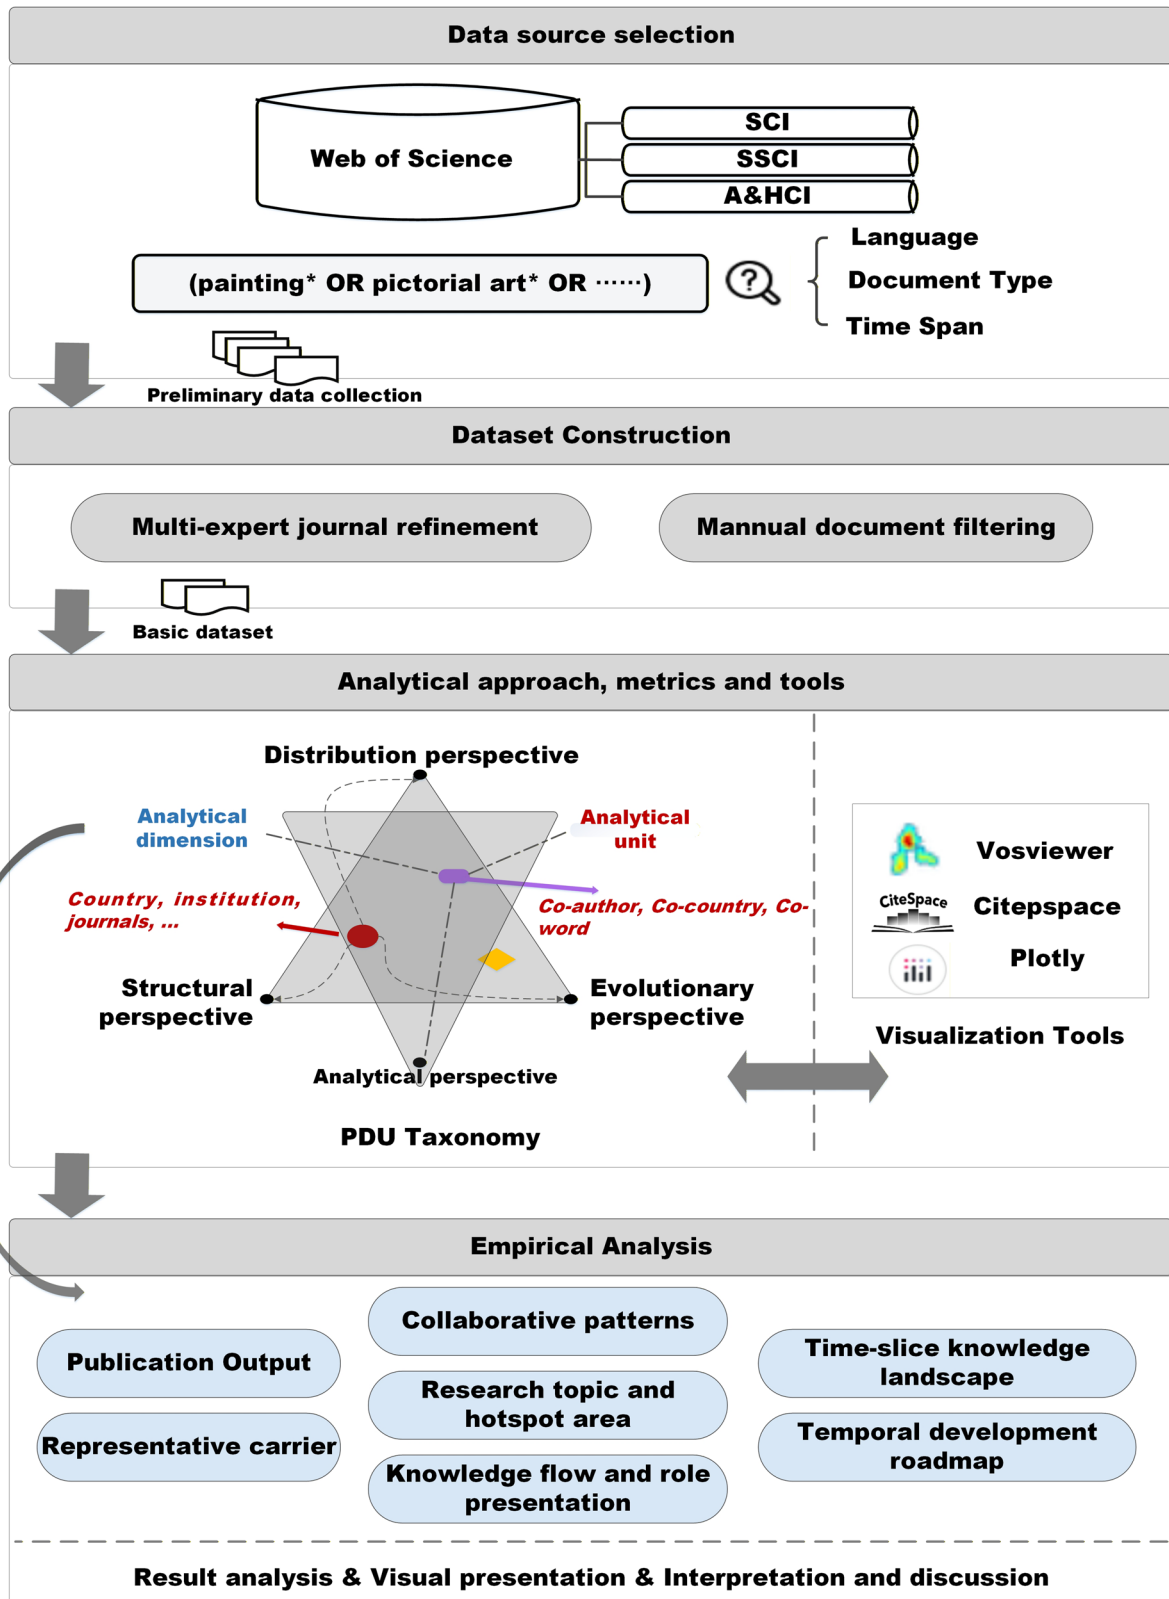 Data source selection
Web of Science
SCI
SSCI
A&HCI
(painting* OR pictorial art* OR ······)
?
Language
Document Type
Time Span
Preliminary data collection
Dataset Construction
Multi-expert journal refinement
Mannual document filtering
Basic dataset
Analytical approach, metrics and tools
Distribution perspective
Analytical
dimension
Analytical
unit
Country, institution,
journals, ...
Co-author, Co-country, Co-
word
Structural
perspective
Evolutionary
perspective
Analytical perspective
PDU Taxonomy
Vosviewer
CiteSpace
Citepspace
Plotly
Visualization Tools
Empirical Analysis
Publication Output
Representative carrier
Collaborative patterns
Research topic and
hotspot area
Knowledge flow and role
presentation
Time-slice knowledge
landscape
Temporal development
roadmap
Result analysis & Visual presentation & Interpretation and discussion